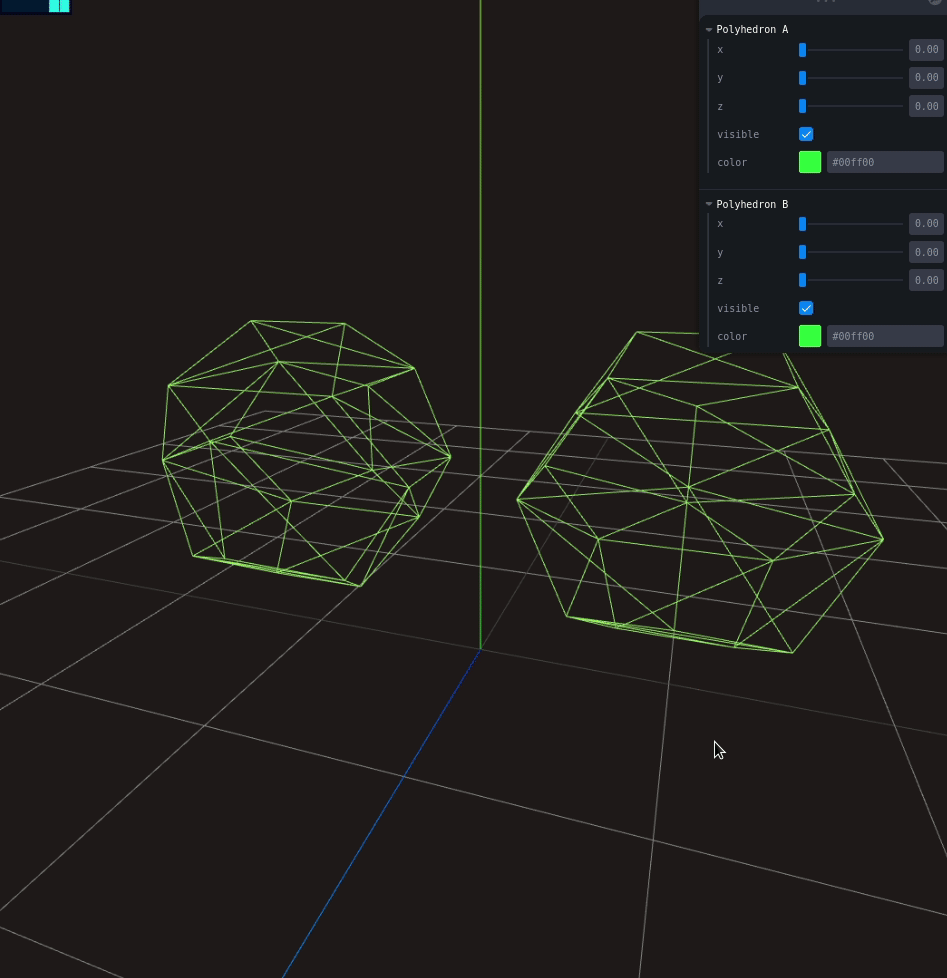 Polyhedron A
x 0.00
y 0.00
z 0.00
visible
color #00ff00
Polyhedron B
x 0.00
y 0.00
z 0.00
visible
color #00ff00